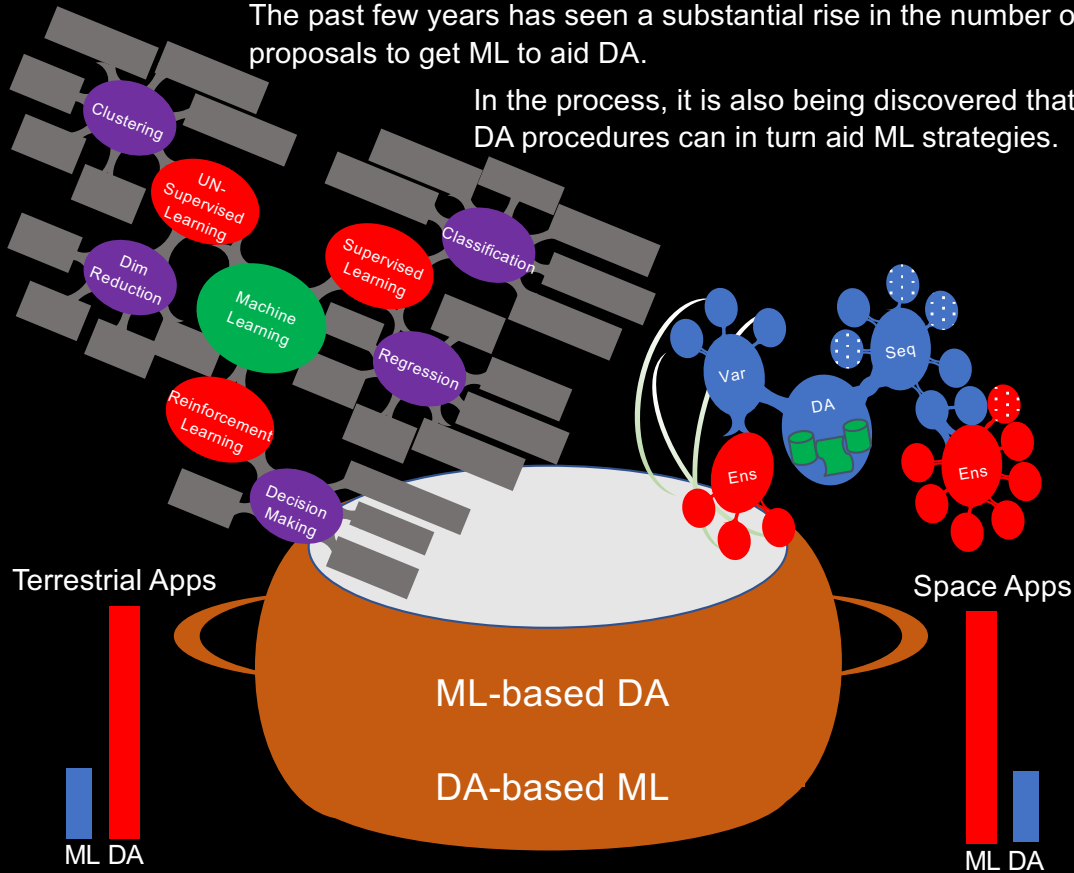 The past few years has seen a substantial rise in the number o
proposals to get ML to aid DA.
In the process, it is also being discovered that
DA procedures can in turn aid ML strategies.
Clustering
UN-
Supervised
Learning
Dim
Reduction
Machine
Learning
Supervised
Learning
Classification
Regression
Reinforcement
Learning
Decision
Making
Var
DA
Seq
Ens
Ens
Terrestrial Apps
ML DA
Space Apps
ML DA
ML-based DA
DA-based ML